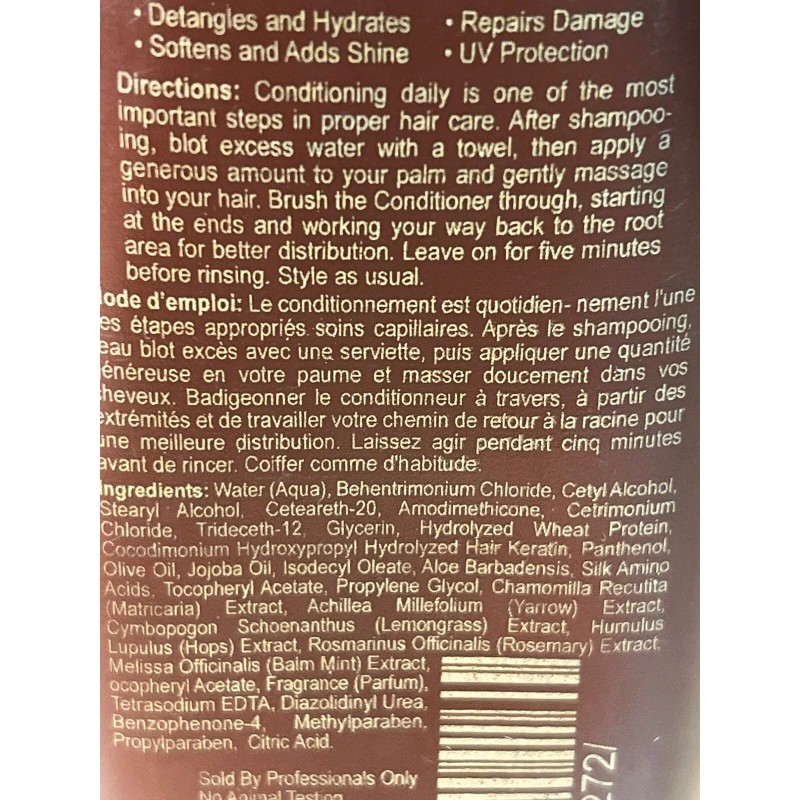 • Detangles and Hydrates • Repairs Damage
• Softens and Adds Shine • UV Protection
Directions: Conditioning daily is one of the most
important steps in proper hair care. After shampoo-
ing, blot excess water with a towel, then apply a
generous amount to your palm and gently massage
into your hair. Brush the Conditioner through, starting
at the ends and working your way back to the root
area for better distribution. Leave on for five minutes
before rinsing. Style as usual.
ode d'emploi: Le conditionnement est quotidien- nement l'une
es étapes appropriés soins capillaires. Après le shampooing,
eau blot excès avec une serviette, puis appliquer une quantité
énéreuse en votre paume et masser doucement dans vos
heveux. Badigeonner le conditionneur à travers, à partir des
extrémités et de travailler votre chemin de retour à la racine pour
une meilleure distribution. Laissez agir pendant cinq minutes
avant de rincer. Coiffer comme d'habitude.
Ingredients: Water (Aqua), Behentrimonium Chloride, Cetyl Alcohol,
Stearyl Alcohol, Ceteareth-20, Amodimethicone, Cetrimonium
Chloride, Trideceth-12, Glycerin, Hydrolyzed Wheat Protein,
Cocodimonium Hydroxypropyl Hydrolyzed Hair Keratin, Panthenol,
Olive Oil, Jojoba Oil, Isodecyl Oleate, Aloe Barbadensis, Silk Amino
Acids, Tocopheryl Acetate, Propylene Glycol, Chamomilla Recutita
(Matricaria) Extract, Achillea Millefolium (Yarrow) Extract,
Cymbopogon Schoenanthus (Lemongrass) Extract, Humulus
Lupulus (Hops) Extract, Rosmarinus Officinalis (Rosemary) Extract,
Melissa Officinalis (Balm Mint) Extract,
ocopheryl Acetate, Fragrance (Parfum),
Tetrasodium EDTA, Diazolidinyl Urea,
Benzophenone-4, Methylparaben,
Propylparaben, Citric Acid.
Sold By Professionals Only
No Animal Testing